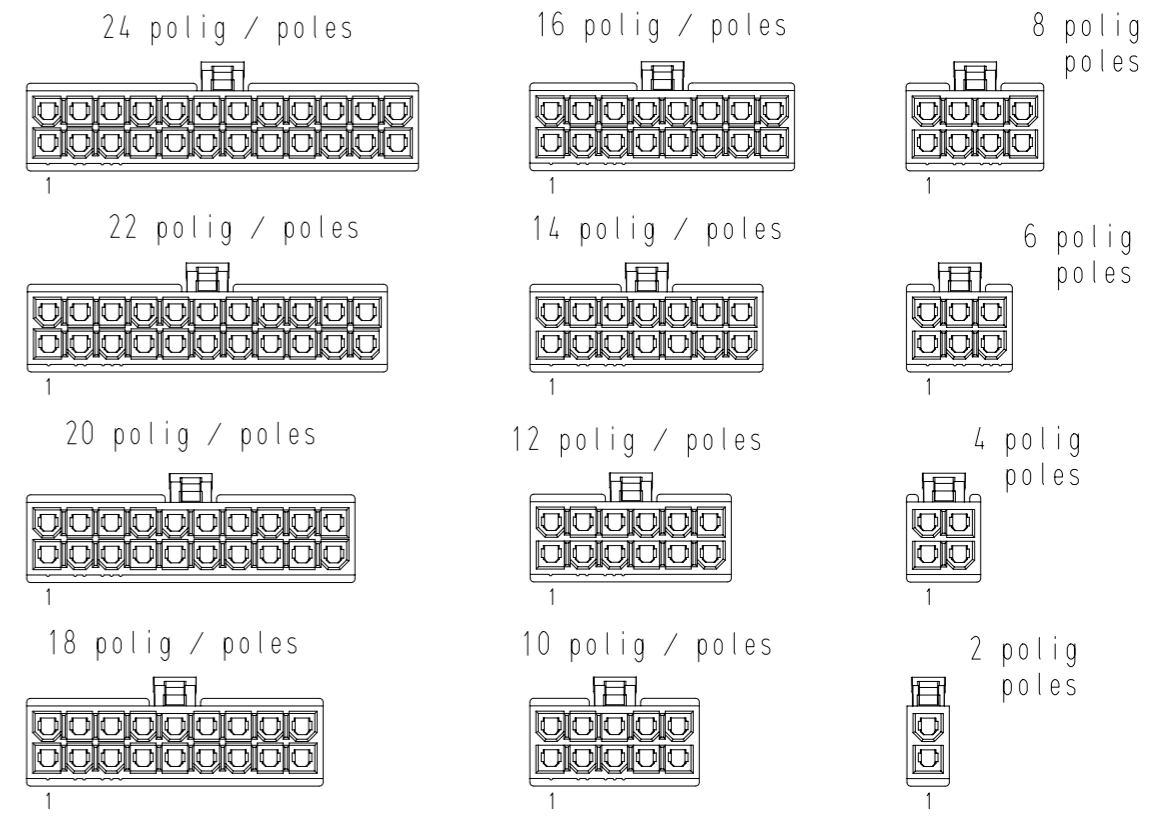 24 polig / poles
16 polig / poles
8 polig
poles
1
1
1
22 polig / poles
14 polig / poles
6 polig
poles
1
1
1
20 polig / poles
12 polig / poles
4 polig
poles
1
1
1
18 polig / poles
10 polig / poles
2 polig
poles
1
1
1